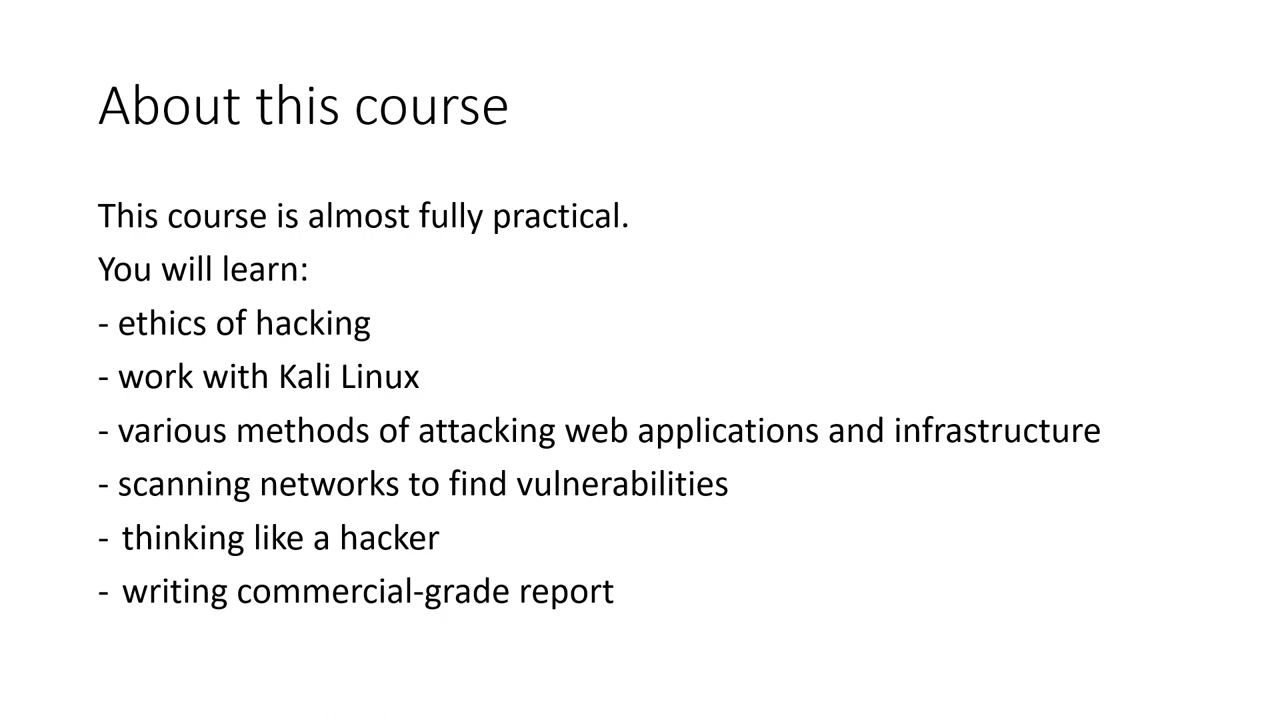 About this course
This course is almost fully practical.
You will learn:
- ethics of hacking
- work with Kali Linux
- various methods of attacking web applications and infrastructure
- scanning networks to find vulnerabilities
- thinking like a hacker
- writing commercial-grade report